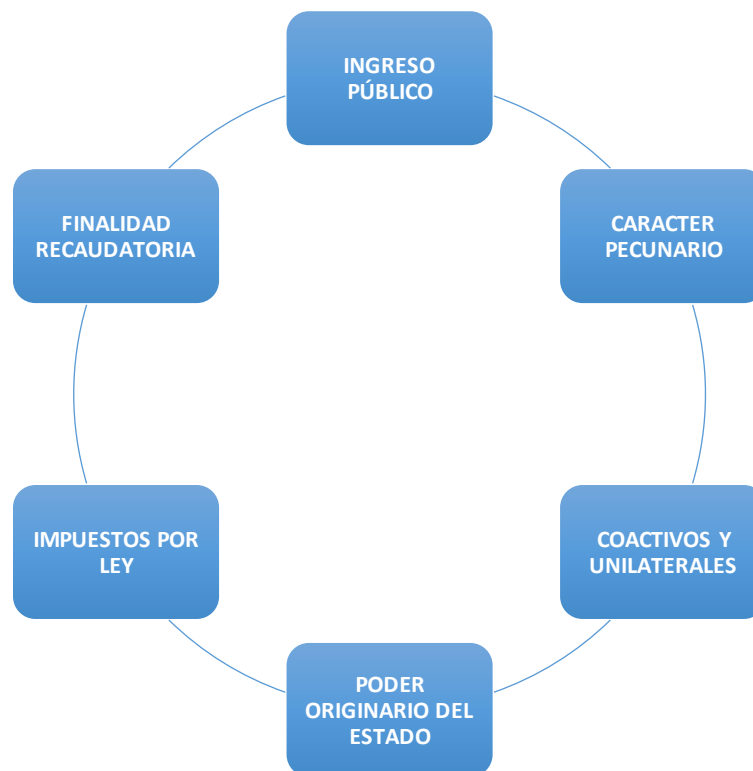 INGRESO
PÚBLICO
CARACTER
PECUNARIO
COACTIVOS Y
UNILATERALES
PODER
ORIGINARIO DEL
ESTADO
IMPUESTOS POR
LEY
FINALIDAD
RECAUDATORIA